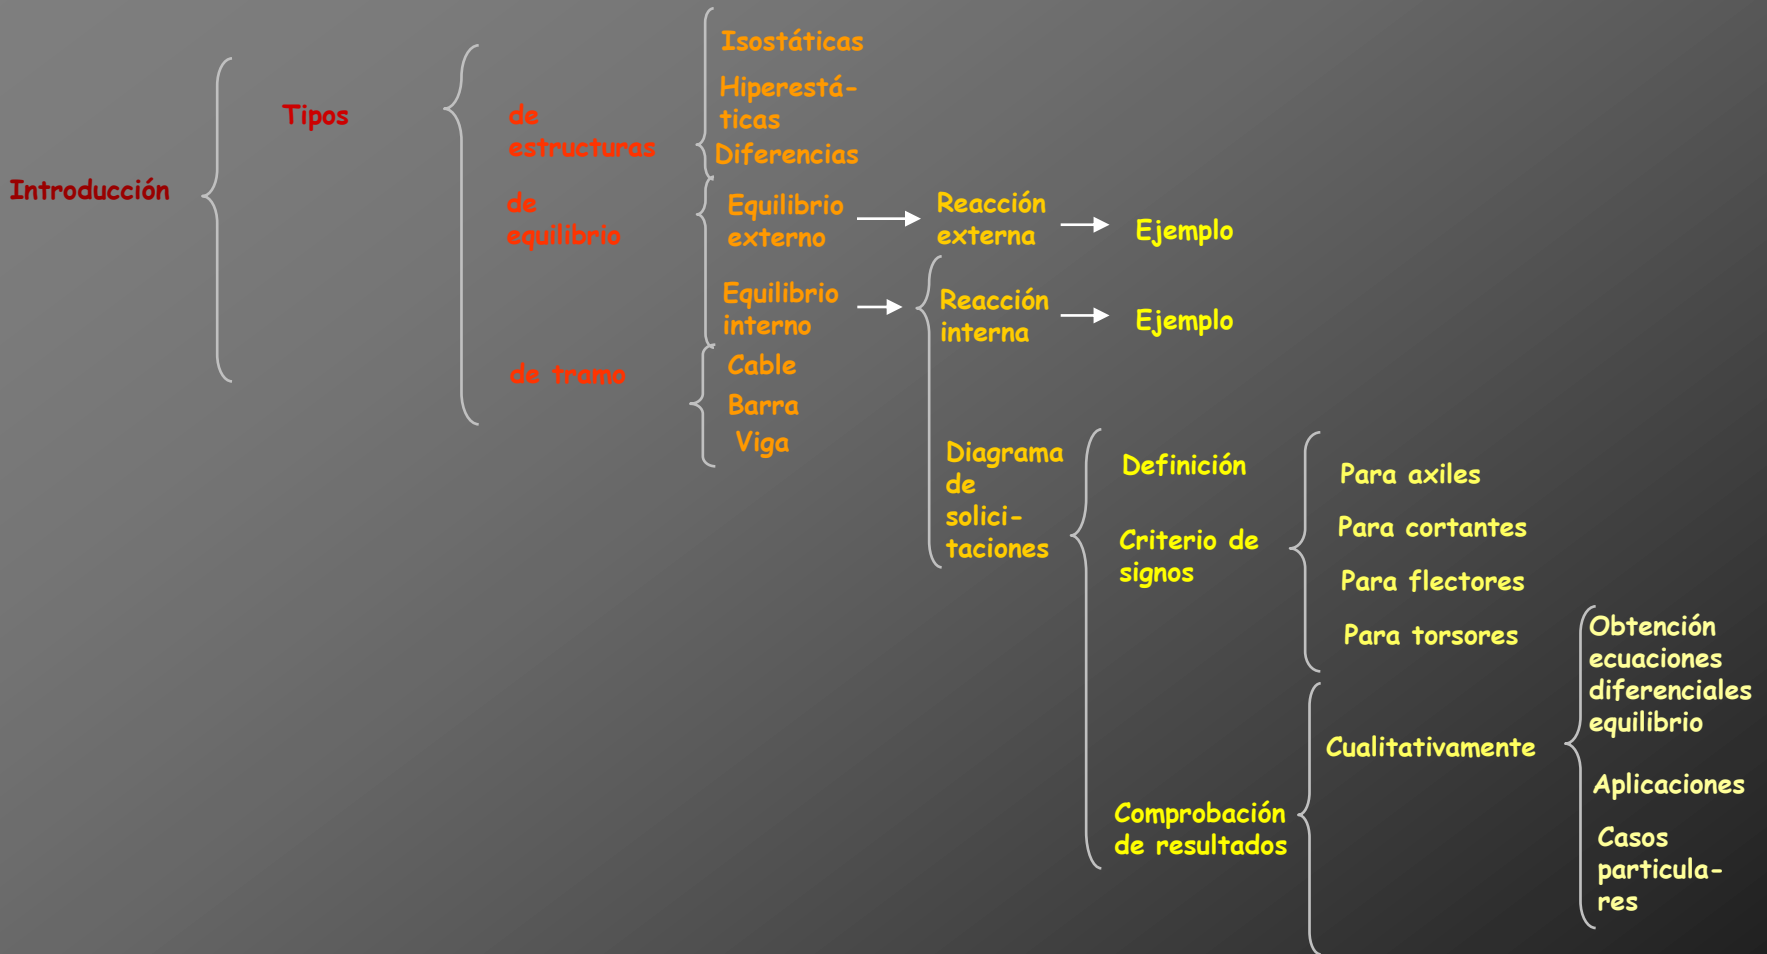 Introducción
Tipos
de
estructuras
Isostáticas
Hiperestá-
ticas
Diferencias
de
equilibrio
Equilibrio
externo
Reacción
externa
Ejemplo
Equilibrio
interno
Reacción
interna
Ejemplo
Diagrama
de
solici-
taciones
Definición
Criterio de
signos
Para axiles
Para cortantes
Para flectores
Para torsores
Comprobación
de resultados
Cualitativamente
Obtención
ecuaciones
diferenciales
equilibrio
Aplicaciones
Casos
particula-
res
de tramo
Cable
Barra
Viga